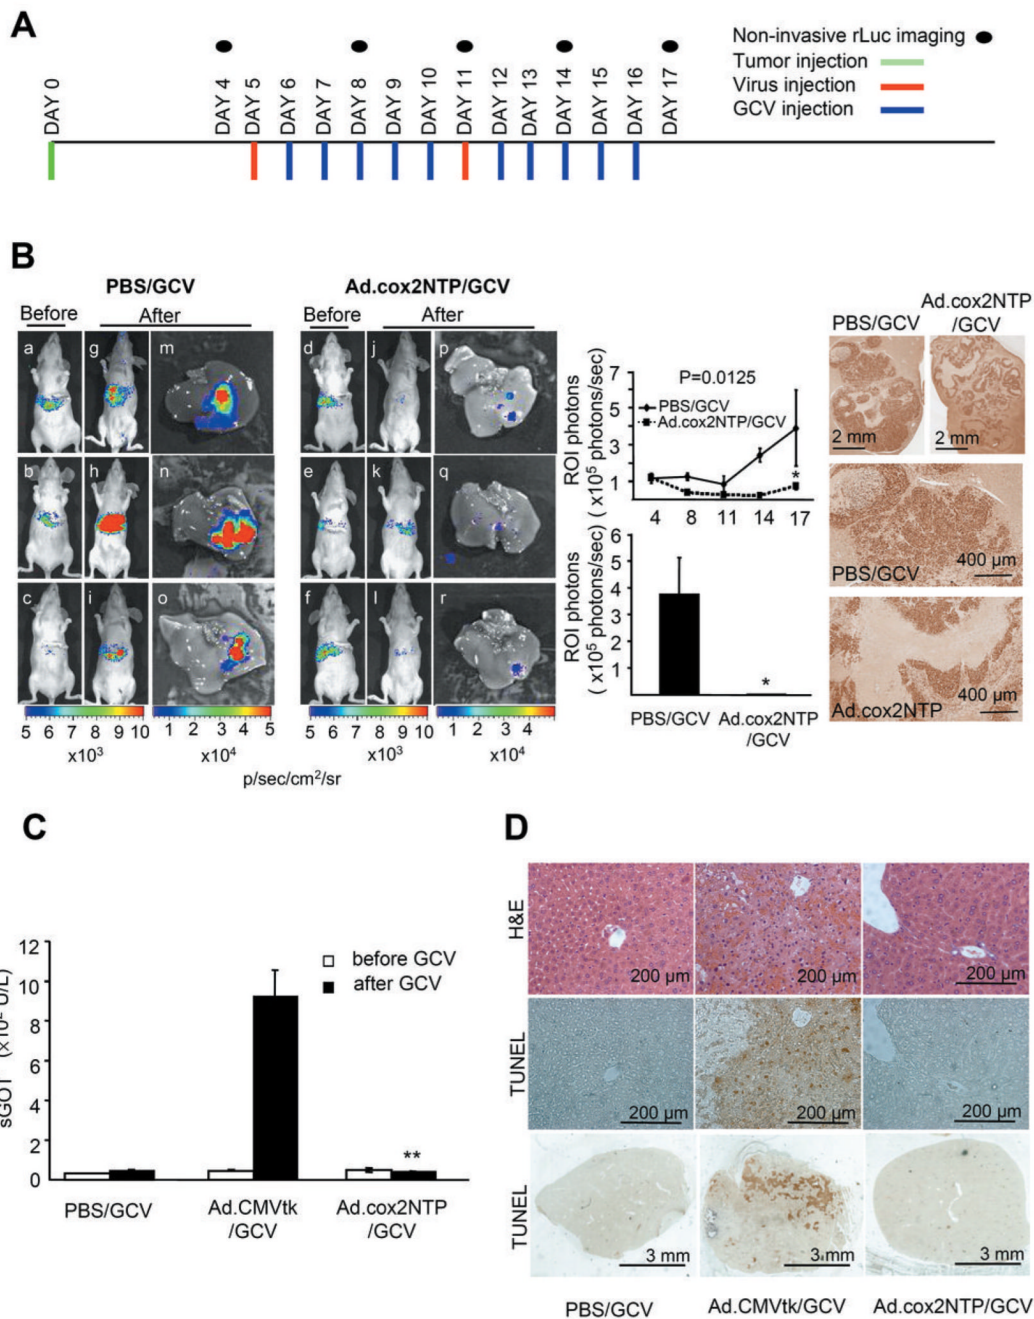 A
DAY 0
DAY 4
DAY 5
DAY 6
DAY 7
DAY 8
DAY 9
DAY 10
DAY 11
DAY 12
DAY 13
DAY 14
DAY 15
DAY 16
DAY 17
Non-invasive rLuc imaging
Tumor injection
Virus injection
GCV injection
B
PBS/GCV
Before After
a g m
b h n
c i o
5 6 7 8 9 10 1 2 3 4 5
x10³ x10⁴
Ad.cox2NTP/GCV
Before After
d j p
e k q
f l r
5 6 7 8 9 10 1 2 3 4
x10³ x10⁴
p/sec/cm²/sr
ROI photons
(x10⁵ photons/sec)
7
5
3
1
P=0.0125
PBS/GCV
Ad.cox2NTP/GCV
*
4 8 11 14 17
ROI photons
(x10⁵ photons/sec)
6
5
4
3
2
1
*
PBS/GCV Ad.cox2NTP
/GCV
PBS/GCV
Ad.cox2NTP
/GCV
2 mm 2 mm
400 µm
PBS/GCV
400 µm
Ad.cox2NTP
C
12
10
8
6
4
2
0
before GCV
after GCV
**
PBS/GCV
Ad.CMVtk
/GCV
Ad.cox2NTP
/GCV
D
H&E
200 µm 200 µm 200 µm
TUNEL
200 µm 200 µm 200 µm
TUNEL
3 mm 3 mm 3 mm
PBS/GCV Ad.CMVtk/GCV Ad.cox2NTP/GCV